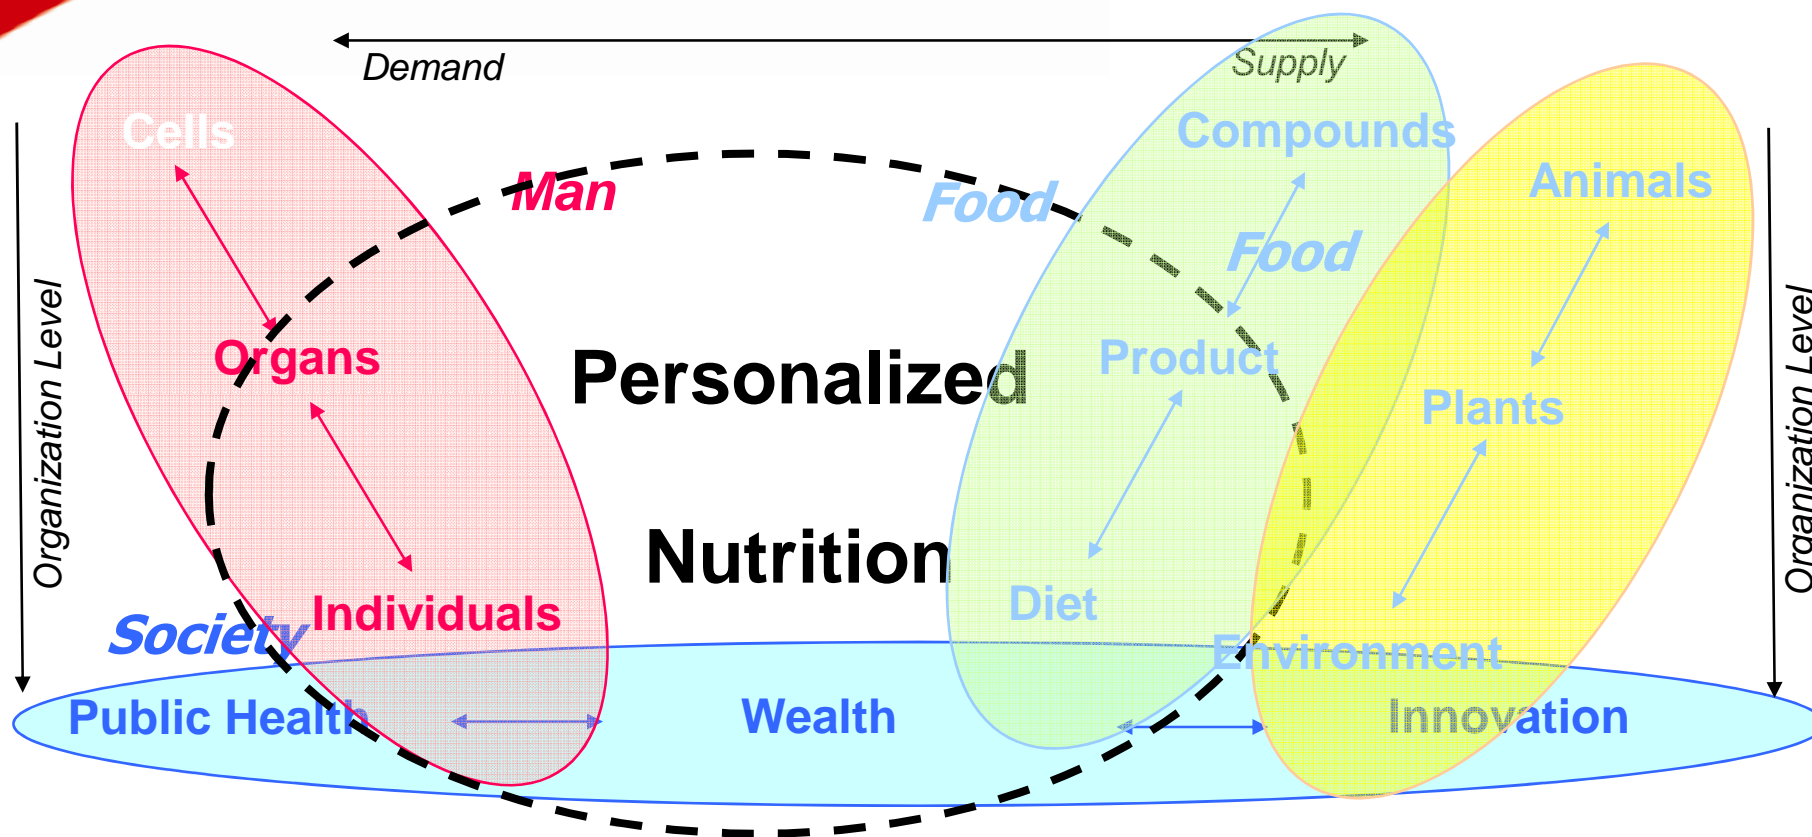 Demand
Supply
Cells
Compounds
Animals
Man
Food
Food
Organization Level
Organization Level
Organs
Personalized
Product
Plants
Nutrition
Diet
Individuals
Society
Environment
Public Health
Wealth
Innovation